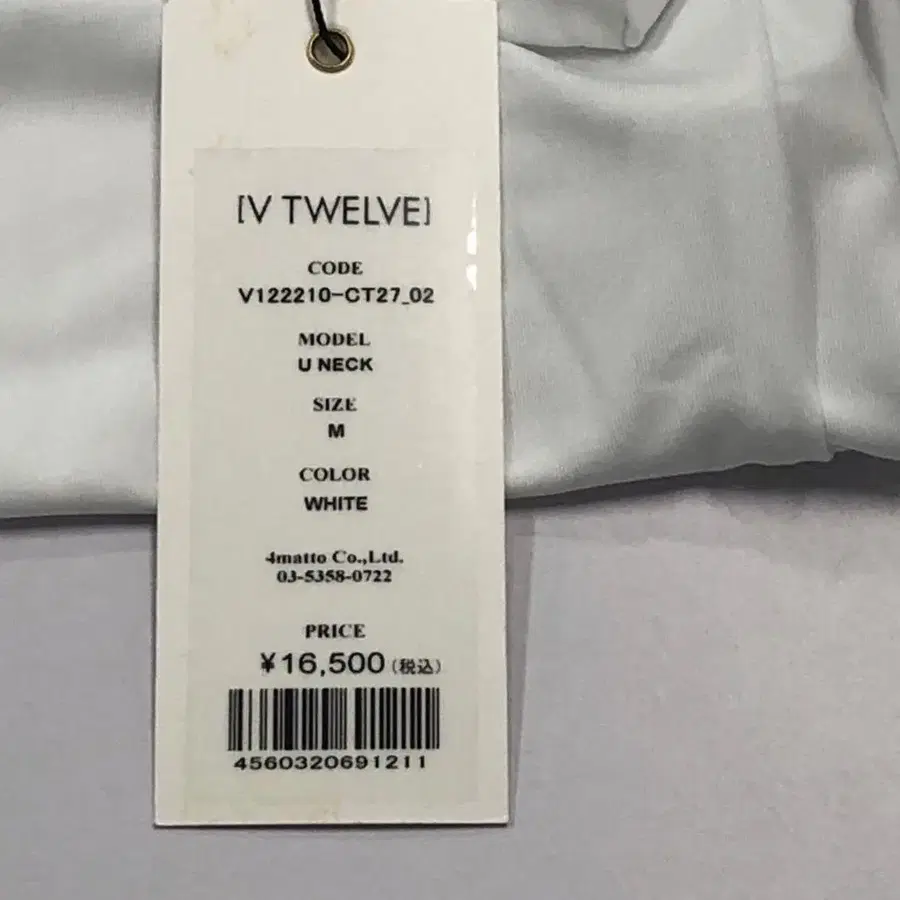 [V TWELVE]
CODE
V122210-CT27_02
MODEL
U NECK
SIZE
M
COLOR
WHITE
4matto Co.,Ltd.
03-5358-0722
PRICE
¥16,500(税込)
4560320691211